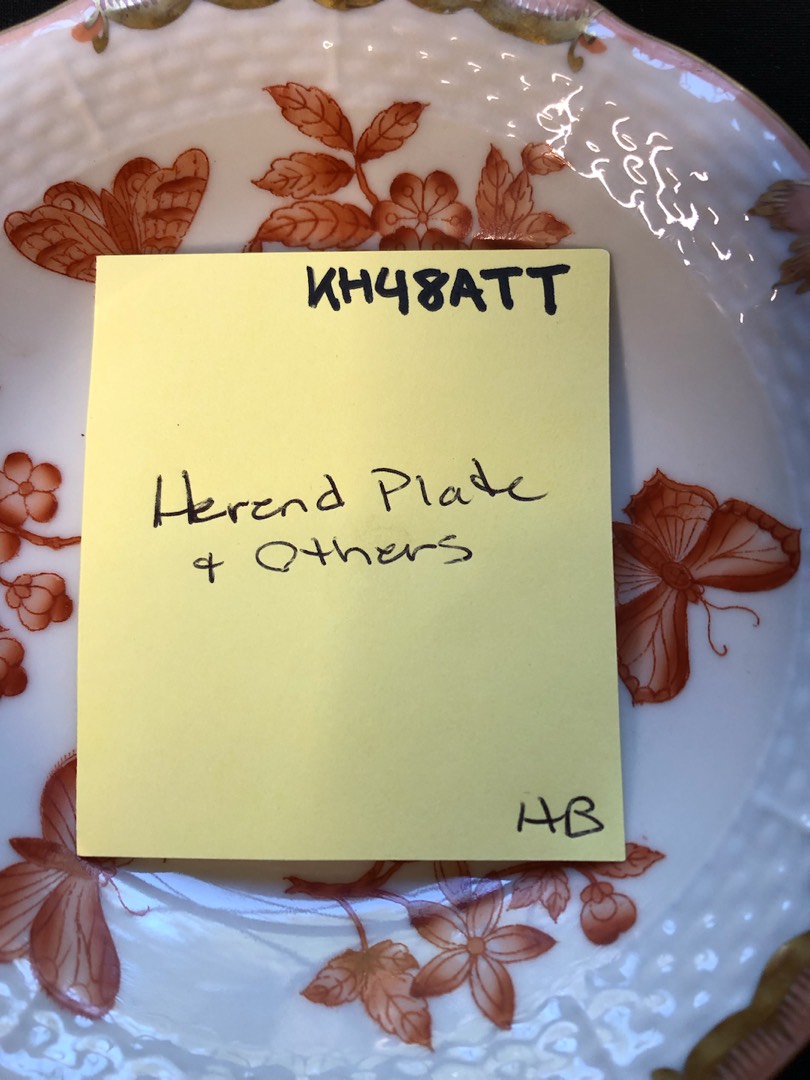 KH48ATT
Herend Plate
& Others
HB